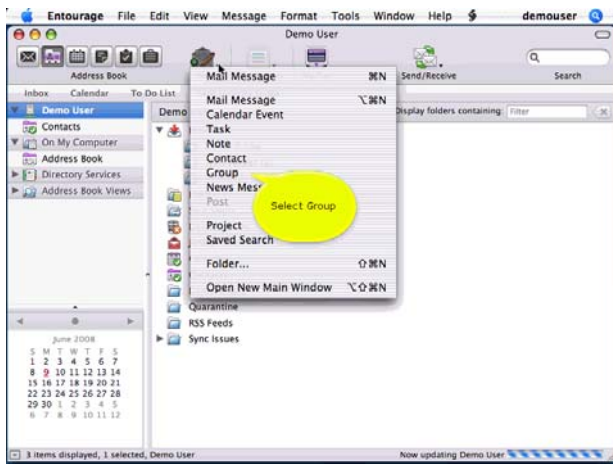 Entourage File Edit View Message Format Tools Window Help demouser
Demo User
Address Book
Send/Receive
Search
Inbox Calendar To Do List
Demo User
Contacts
On My Computer
Address Book
Directory Services
Address Book Views
Demo
Display folders containing: Filter
Mail Message ⌘N
Mail Message ⌥⌘N
Calendar Event
Task
Note
Contact
Group
News Mes
Post
Project
Saved Search
Folder... ⇧⌘N
Open New Main Window ⌥⇧⌘N
Select Group
Quarantine
RSS Feeds
Sync Issues
June 2008
S M T W T F S
1 2 3 4 5 6 7
8 9 10 11 12 13 14
15 16 17 18 19 20 21
22 23 24 25 26 27 28
29 30 1 2 3 4 5
6 7 8 9 10 11 12
3 items displayed, 1 selected, Demo User
Now updating Demo User